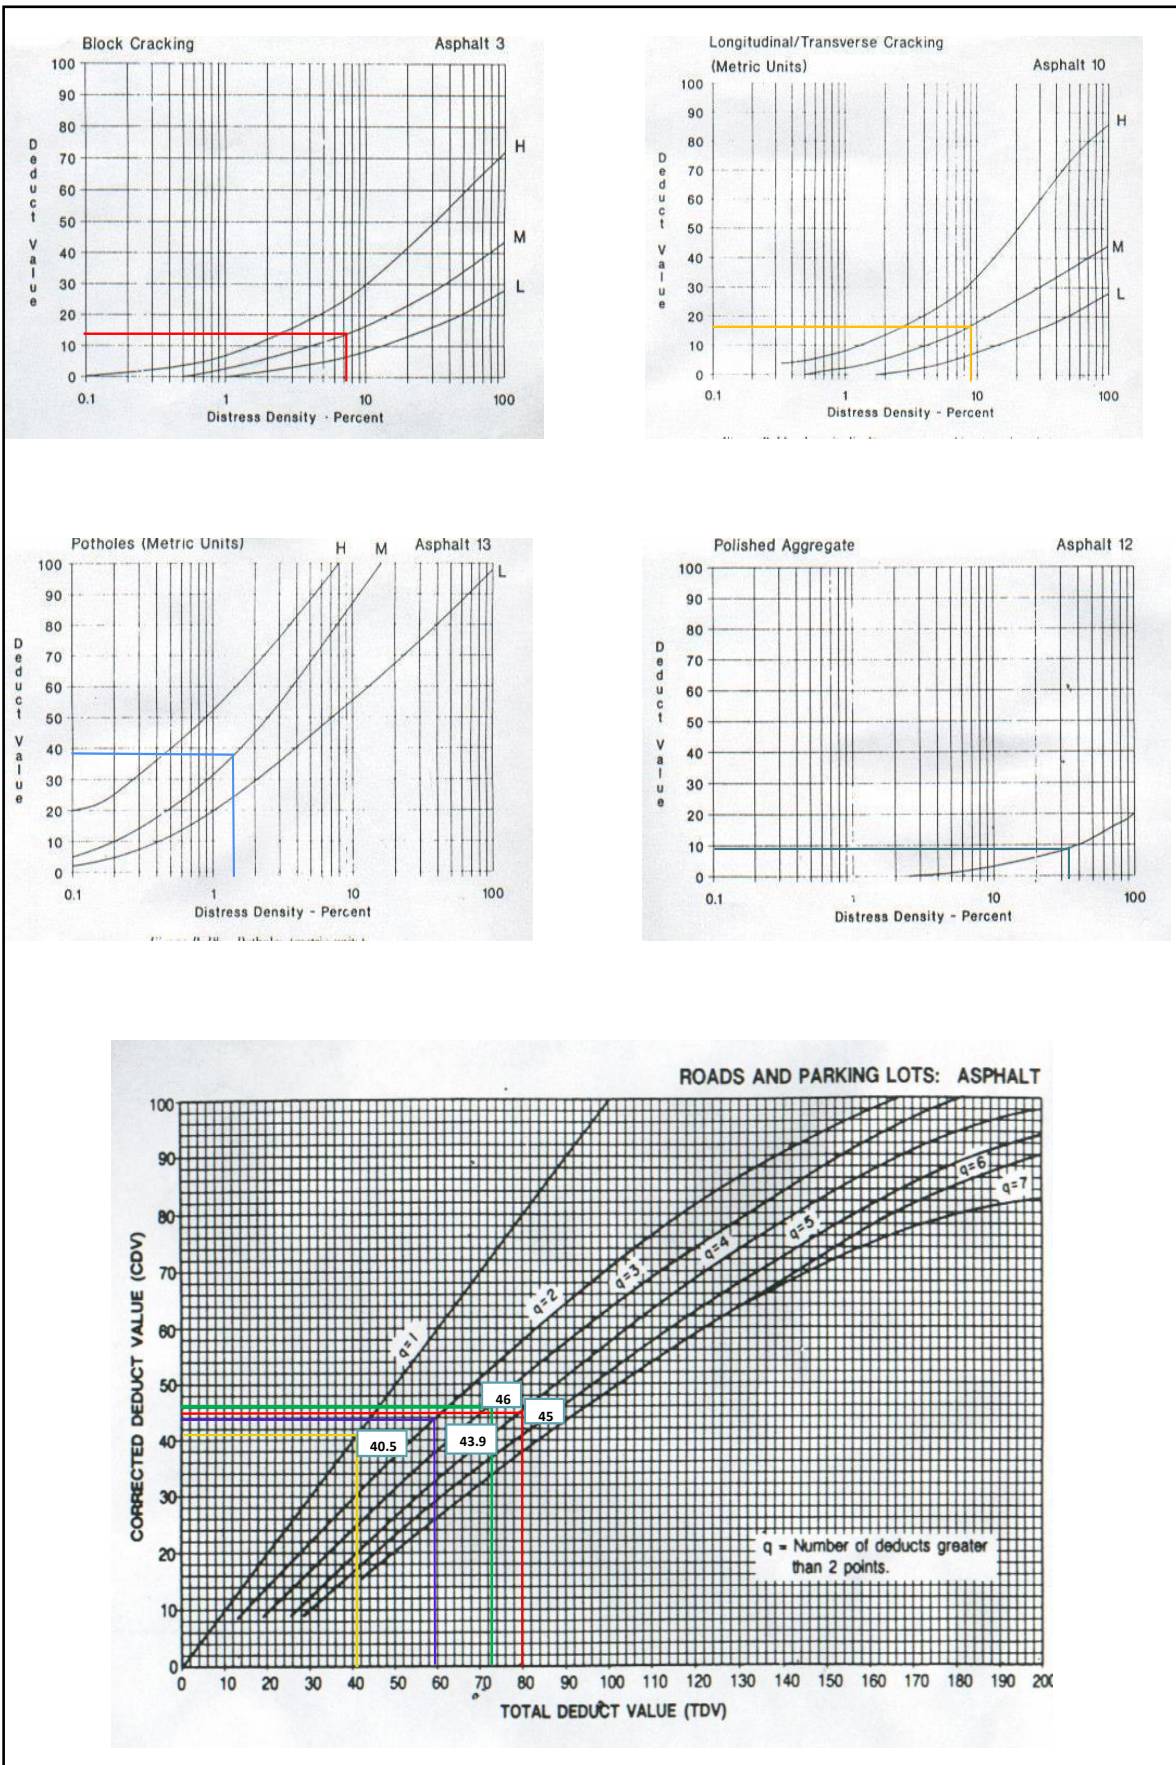 Block Cracking Asphalt 3
100
90
80
70
60
50
40
30
20
10
0
Deduct Value
H
M
L
0.1 1 10 100
Distress Density - Percent
Longitudinal/Transverse Cracking
(Metric Units) Asphalt 10
100
90
80
70
60
50
40
30
20
10
0
Deduct Value
H
M
L
0.1 1 10 100
Distress Density - Percent
Potholes (Metric Units) H M Asphalt 13
100
90
80
70
60
50
40
30
20
10
0
Deduct Value
L
0.1 1 10 100
Distress Density - Percent
Polished Aggregate Asphalt 12
100
90
80
70
60
50
40
30
20
10
0
Deduct Value
0.1 1 10 100
Distress Density - Percent
ROADS AND PARKING LOTS: ASPHALT
100
90
80
70
60
50
40
30
20
10
0
CORRECTED DEDUCT VALUE (CDV)
q=1
q=2
q=3
q=4
q=5
q=6
q=7
46
45
43.9
40.5
q = Number of deducts greater
than 2 points.
0 10 20 30 40 50 60 70 80 90 100 110 120 130 140 150 160 170 180 190 200
TOTAL DEDUCT VALUE (TDV)